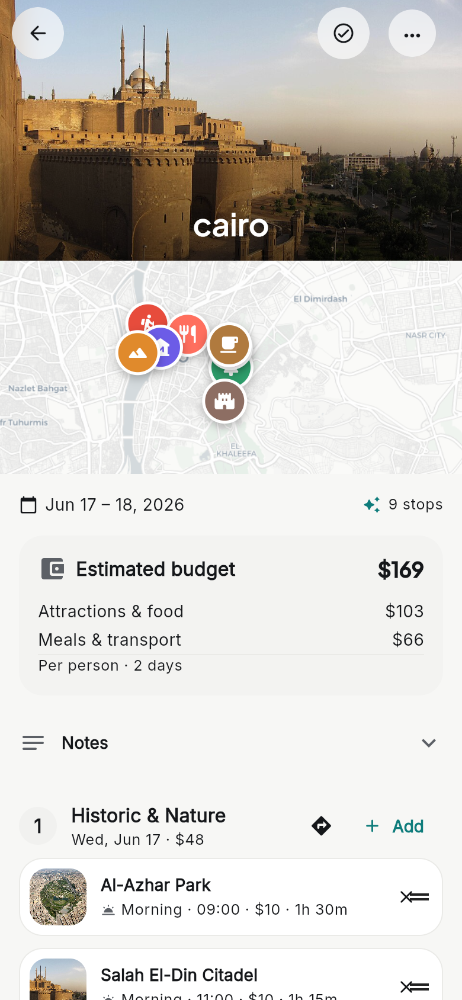 cairo
El Dimirdash
NASR CITY
Nazlet Bahgat
fr Tuhurmis
EL-
KHALEEFA
Jun 17 – 18, 2026
9 stops
Estimated budget
$169
Attractions & food
$103
Meals & transport
$66
Per person · 2 days
Notes
1
Historic & Nature
Wed, Jun 17 · $48
Add
Al-Azhar Park
Morning · 09:00 · $10 · 1h 30m
Salah El-Din Citadel
Morning · 11:00 · $10 · 1h 15m